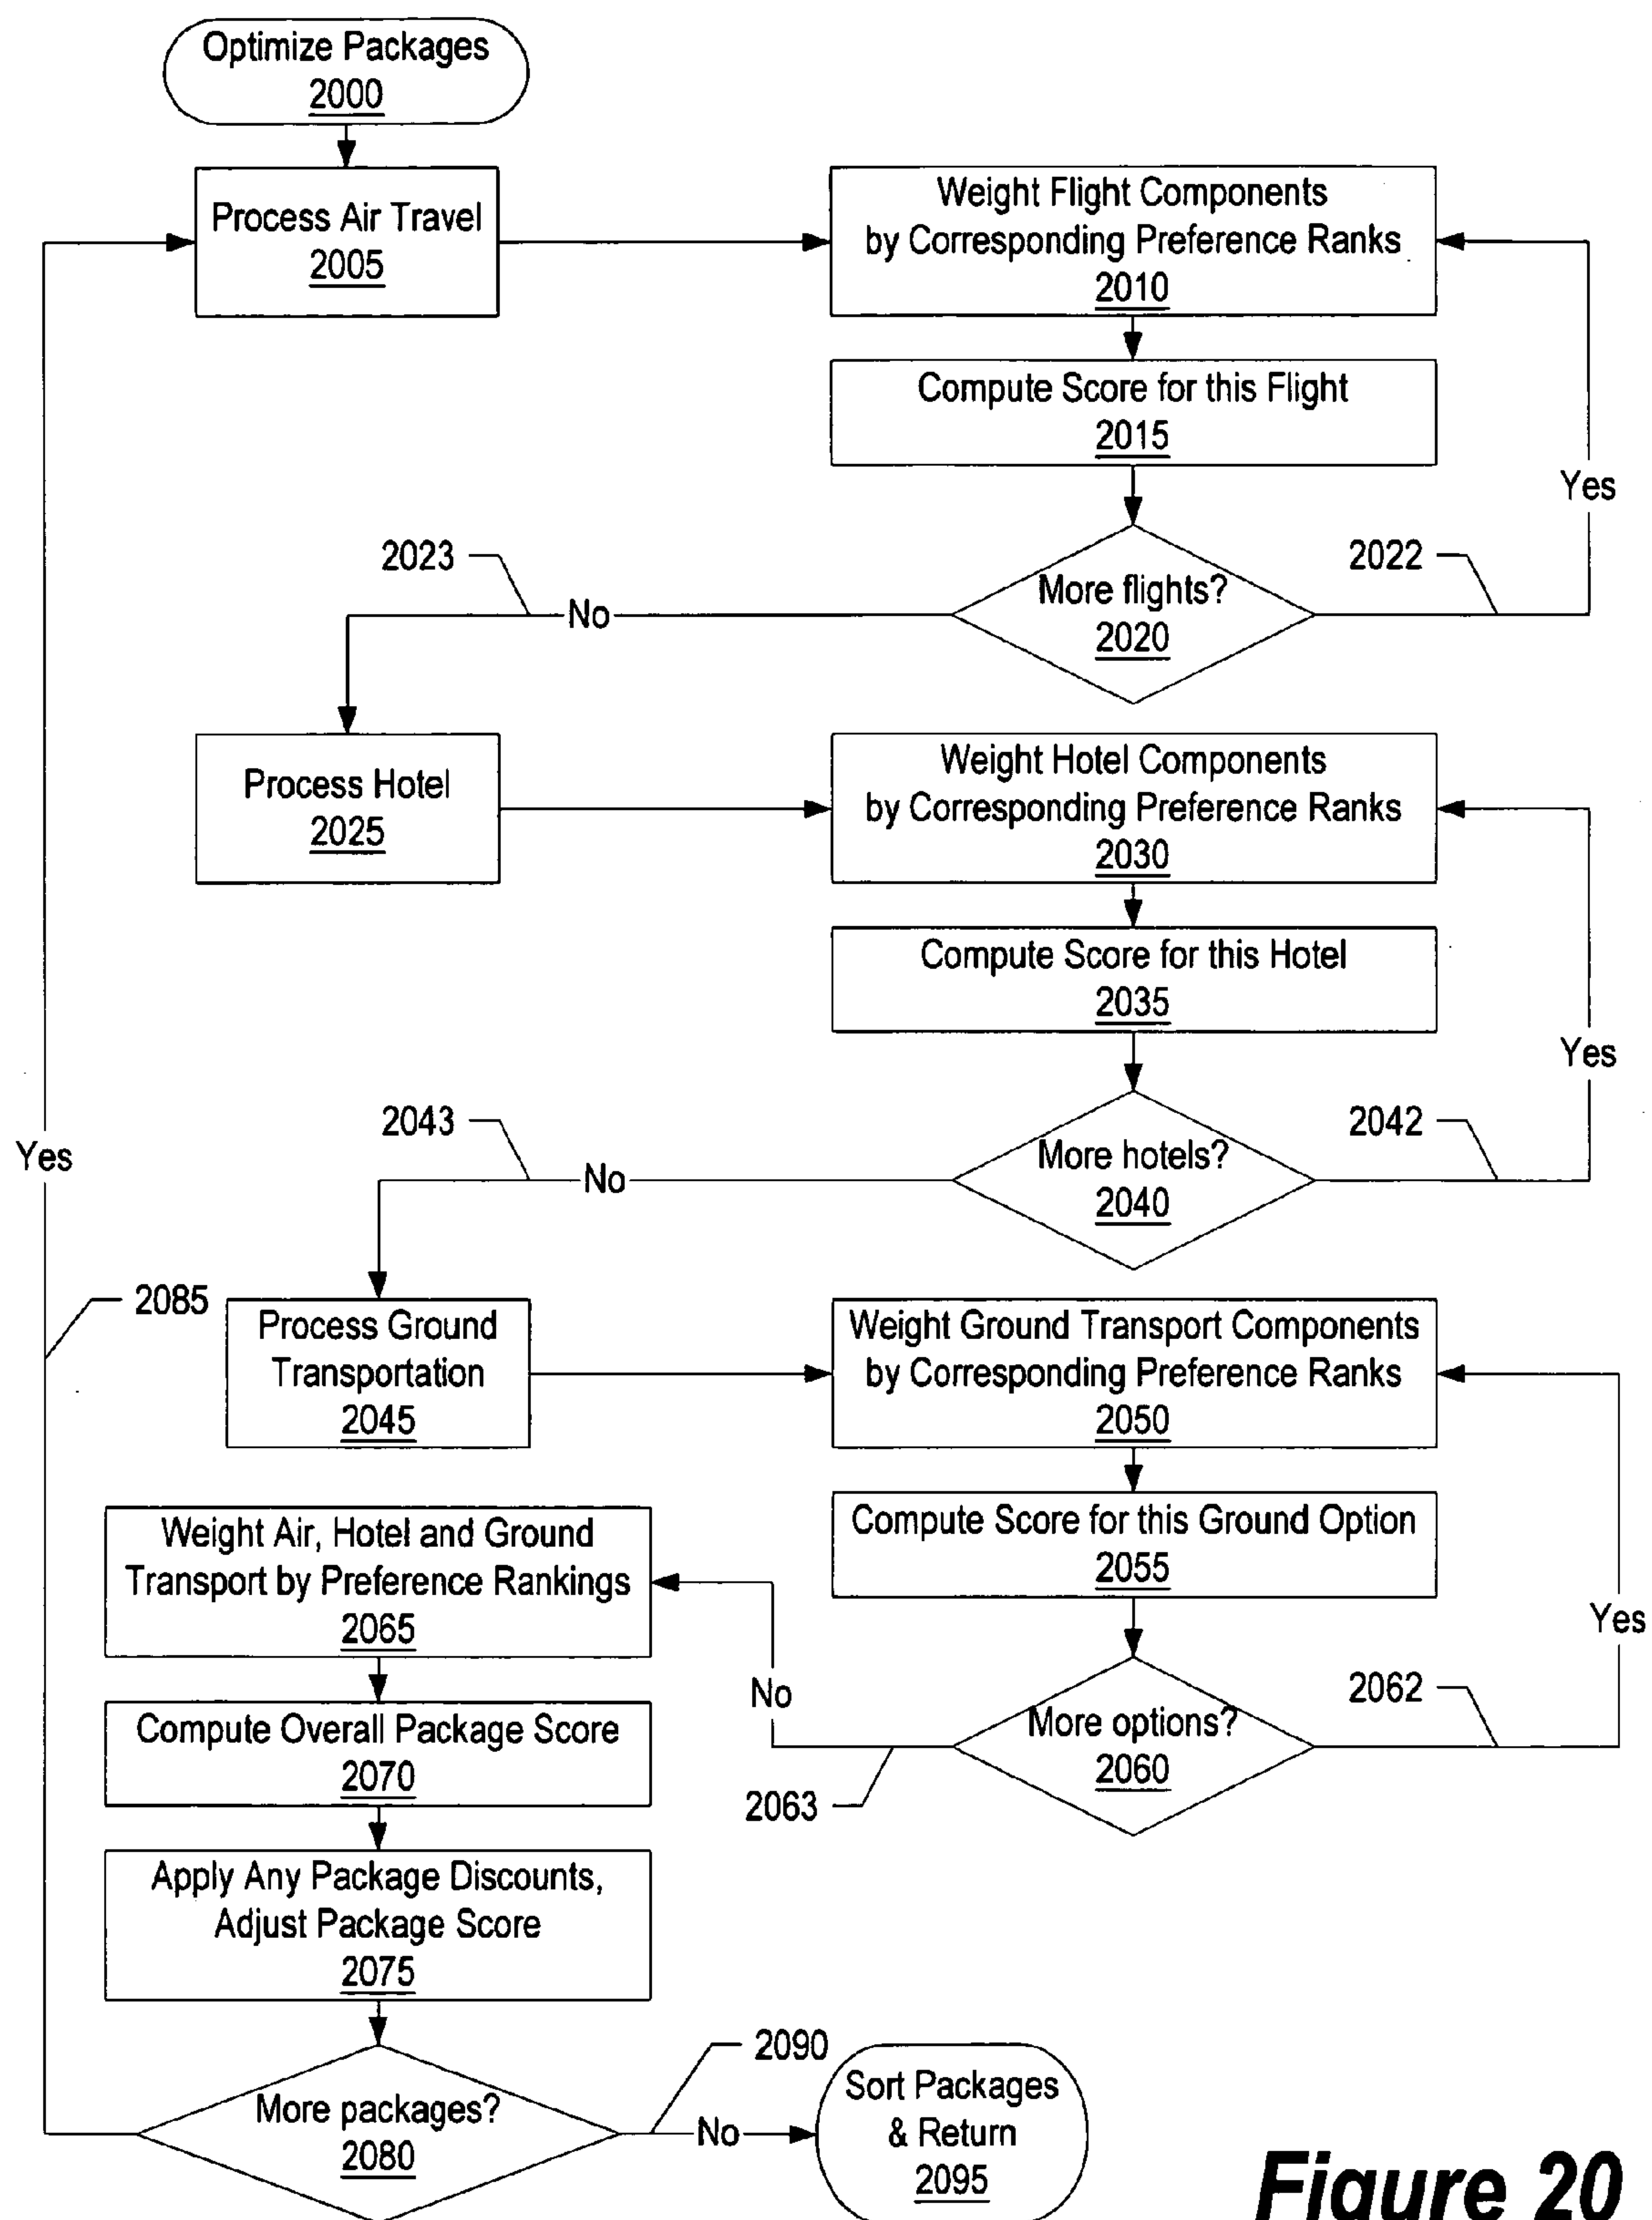 Optimize Packages
2000
Process Air Travel
2005
Weight Flight Components
by Corresponding Preference Ranks
2010
Compute Score for this Flight
2015
Yes
2023
No
More flights?
2020
2022
Process Hotel
2025
Weight Hotel Components
by Corresponding Preference Ranks
2030
Compute Score for this Hotel
2035
Yes
2043
No
More hotels?
2040
2042
Yes
2085
Process Ground
Transportation
2045
Weight Ground Transport Components
by Corresponding Preference Ranks
2050
Compute Score for this Ground Option
2055
Yes
Weight Air, Hotel and Ground
Transport by Preference Rankings
2065
No
More options?
2060
2062
2063
Compute Overall Package Score
2070
Apply Any Package Discounts,
Adjust Package Score
2075
More packages?
2080
2090
No
Sort Packages
& Return
2095
Figure 20